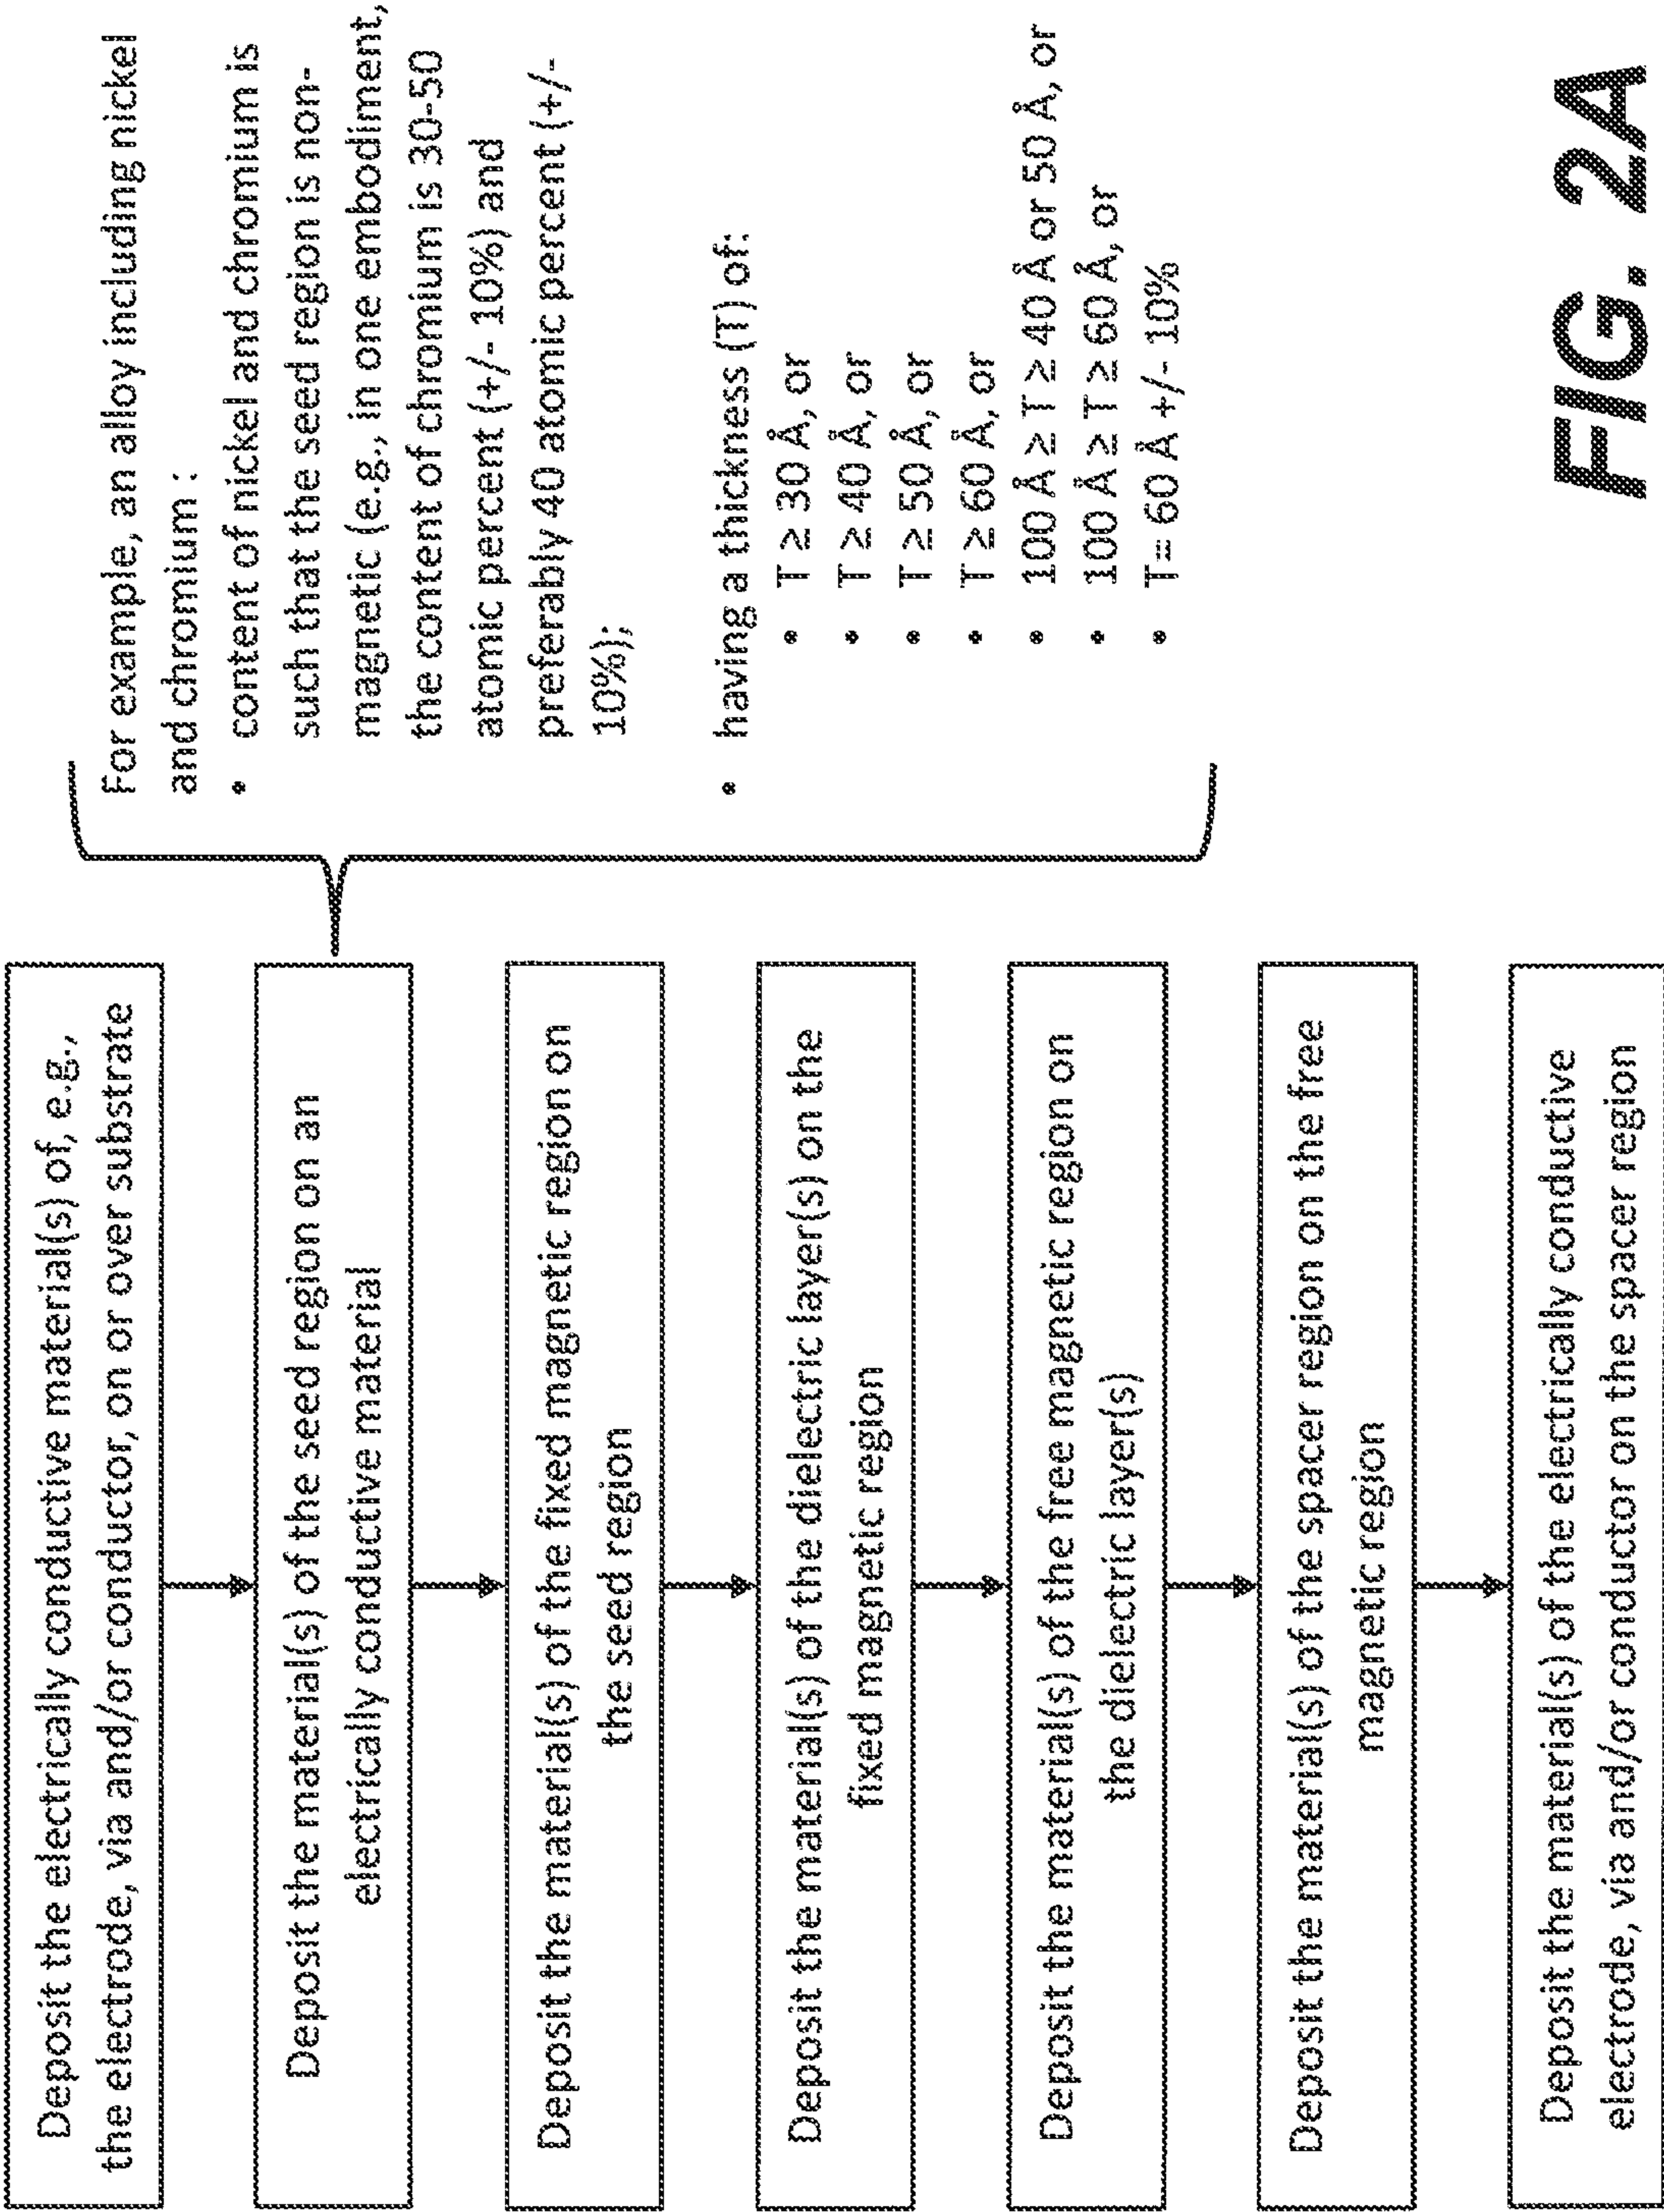 Deposit the electrically conductive material(s) of, e.g.,
the electrode, via and/or conductor, on or over substrate
Deposit the material(s) of the seed region on an
electrically conductive material
Deposit the material(s) of the fixed magnetic region on
the seed region
Deposit the material(s) of the dielectric layer(s) on the
fixed magnetic region
Deposit the material(s) of the free magnetic region on
the dielectric layer(s)
Deposit the material(s) of the spacer region on the free
magnetic region
Deposit the material(s) of the electrically conductive
electrode, via and/or conductor on the spacer region
For example, an alloy including nickel
and chromium :
• content of nickel and chromium is
such that the seed region is non-
magnetic (e.g., in one embodiment,
the content of chromium is 30-50
atomic percent (+/- 10%) and
preferably 40 atomic percent (+/-
10%);
• having a thickness (T) of:
• T ≥ 30 Å, or
• T ≥ 40 Å, or
• T ≥ 50 Å, or
• T ≥ 60 Å, or
• 100 Å ≥ T ≥ 40 Å or 50 Å, or
• 100 Å ≥ T ≥ 60 Å, or
• T= 60 Å +/- 10%
FIG. 2A